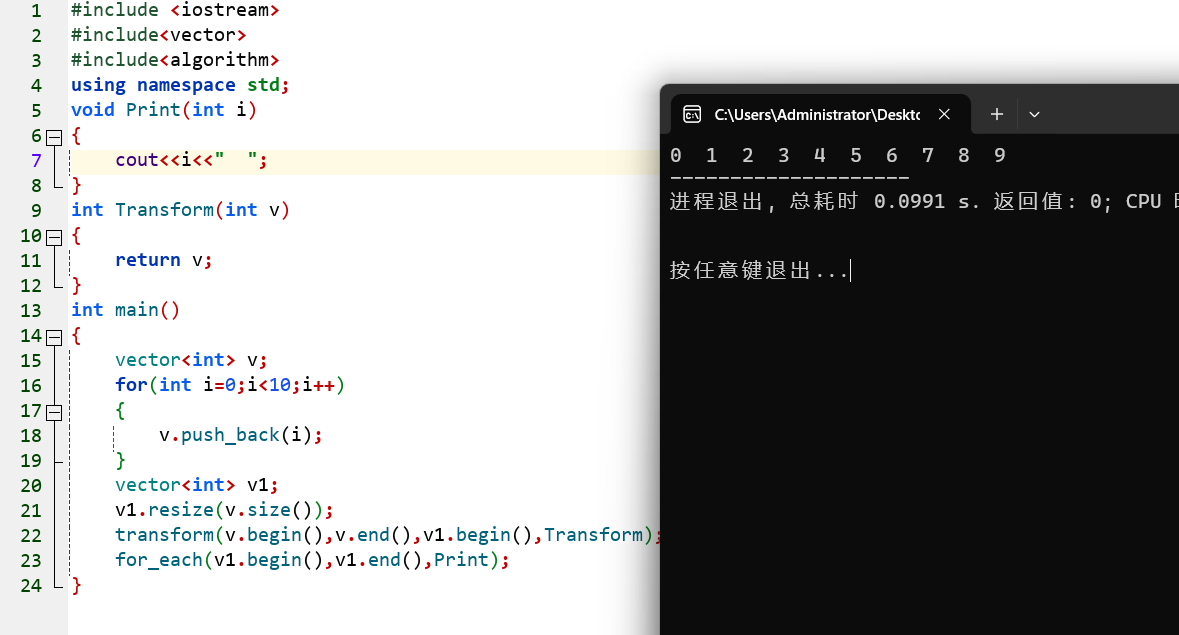 1 #include <iostream>
2 #include<vector>
3 #include<algorithm>
4 using namespace std;
5 void Print(int i)
6 {
7     cout<<i<<"  ";
8 }
9 int Transform(int v)
10 {
11     return v;
12 }
13 int main()
14 {
15     vector<int> v;
16     for(int i=0;i<10;i++)
17     {
18         v.push_back(i);
19     }
20     vector<int> v1;
21     v1.resize(v.size());
22     transform(v.begin(),v.end(),v1.begin(),Transform);
23     for_each(v1.begin(),v1.end(),Print);
24 }
C:\Users\Administrator\Deskto
0  1  2  3  4  5  6  7  8  9
--------------------
进程退出, 总耗时 0.0991 s. 返回值: 0; CPU
按任意键退出...